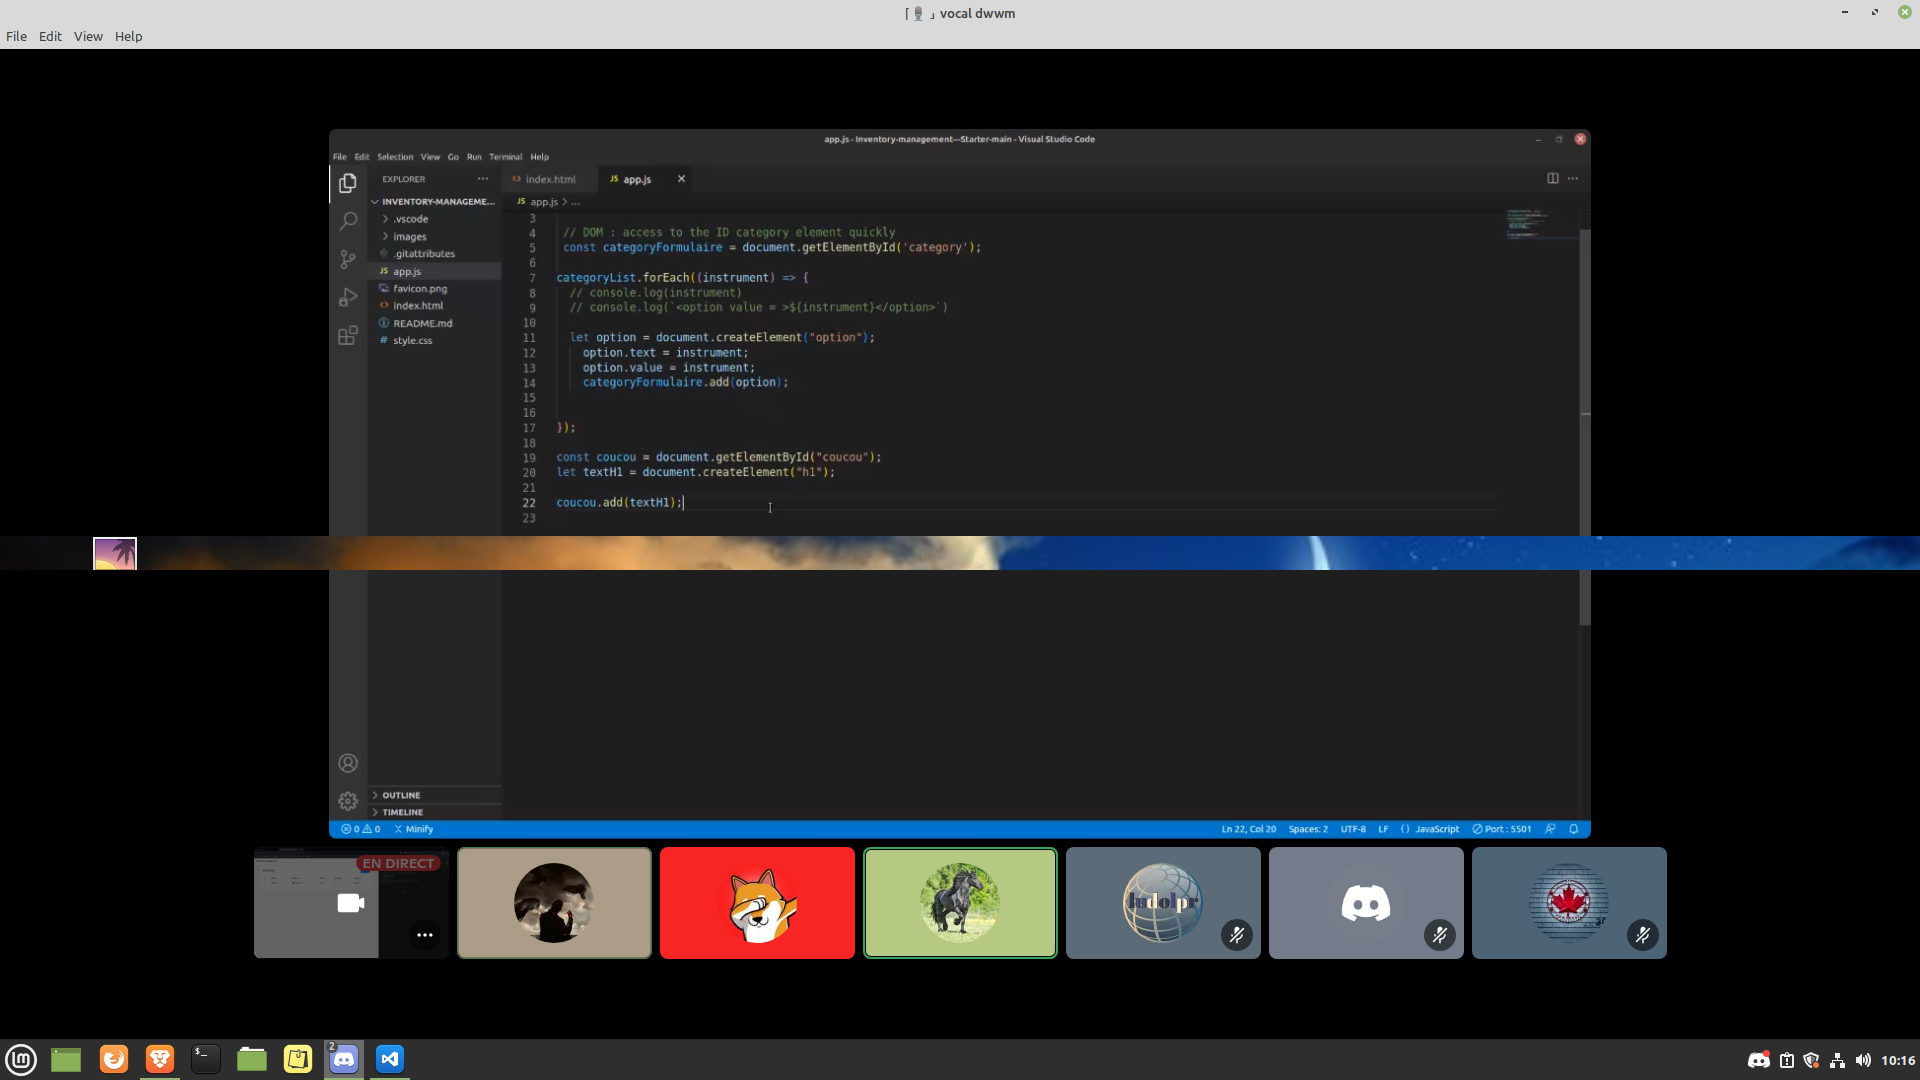 ⌈🎙️⌟ vocal dwwm
File Edit View Help
app.js - Inventory-management---Starter-main - Visual Studio Code
File Edit Selection View Go Run Terminal Help
EXPLORER
index.html
JS app.js
INVENTORY-MANAGEME...
JS app.js > ...
.vscode
images
.gitattributes
JS app.js
favicon.png
index.html
README.md
# style.css
3
4 // DOM : access to the ID category element quickly
5 const categoryFormulaire = document.getElementById('category');
6
7 categoryList.forEach((instrument) => {
8 // console.log(instrument)
9 // console.log(`<option value = >${instrument}</option>`)
10
11 let option = document.createElement("option");
12 option.text = instrument;
13 option.value = instrument;
14 categoryFormulaire.add(option);
15
16
17 });
18
19 const coucou = document.getElementById("coucou");
20 let textH1 = document.createElement("h1");
21
22 coucou.add(textH1);
23
OUTLINE
TIMELINE
0 0 Minify
Ln 22, Col 20 Spaces: 2 UTF-8 LF {} JavaScript Port : 5501
EN DIRECT
ludolpr
2
10:16